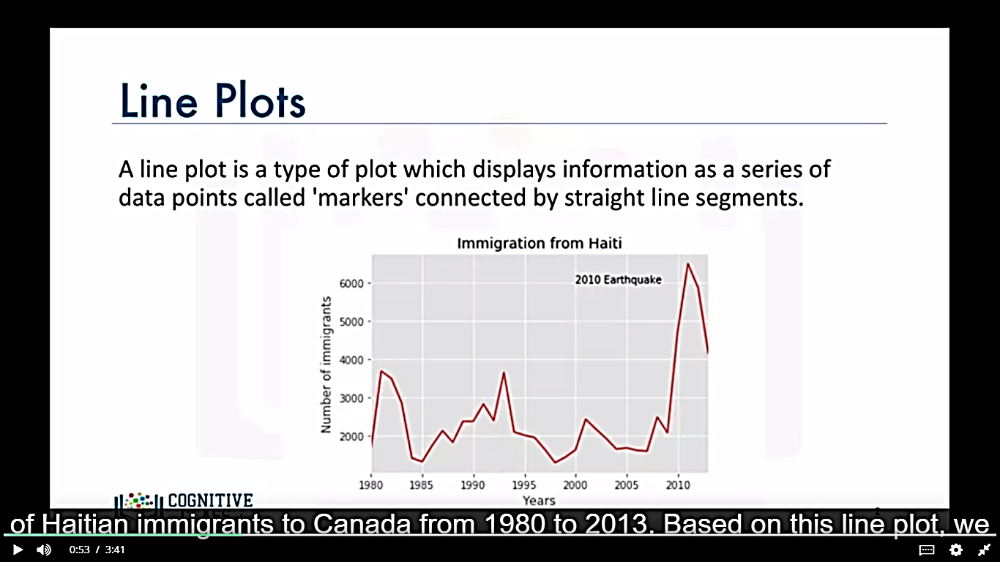 Line Plots
A line plot is a type of plot which displays information as a series of
data points called 'markers' connected by straight line segments.
Immigration from Haiti
2010 Earthquake
6000
5000
4000
3000
2000
Number of immigrants
1980 1985 1990 1995 2000 2005 2010
Years
COGNITIVE
2
of Haitian immigrants to Canada from 1980 to 2013. Based on this line plot, we
0:53 / 3:41